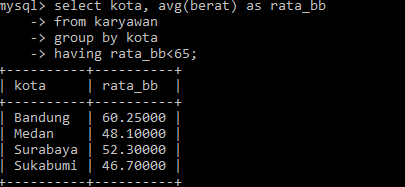 mysql> select kota, avg(berat) as rata_bb
    -> from karyawan
    -> group by kota
    -> having rata_bb<65;
+----------+----------+
| kota     | rata_bb  |
+----------+----------+
| Bandung  | 60.25000 |
| Medan    | 48.10000 |
| Surabaya | 52.30000 |
| Sukabumi | 46.70000 |
+----------+----------+